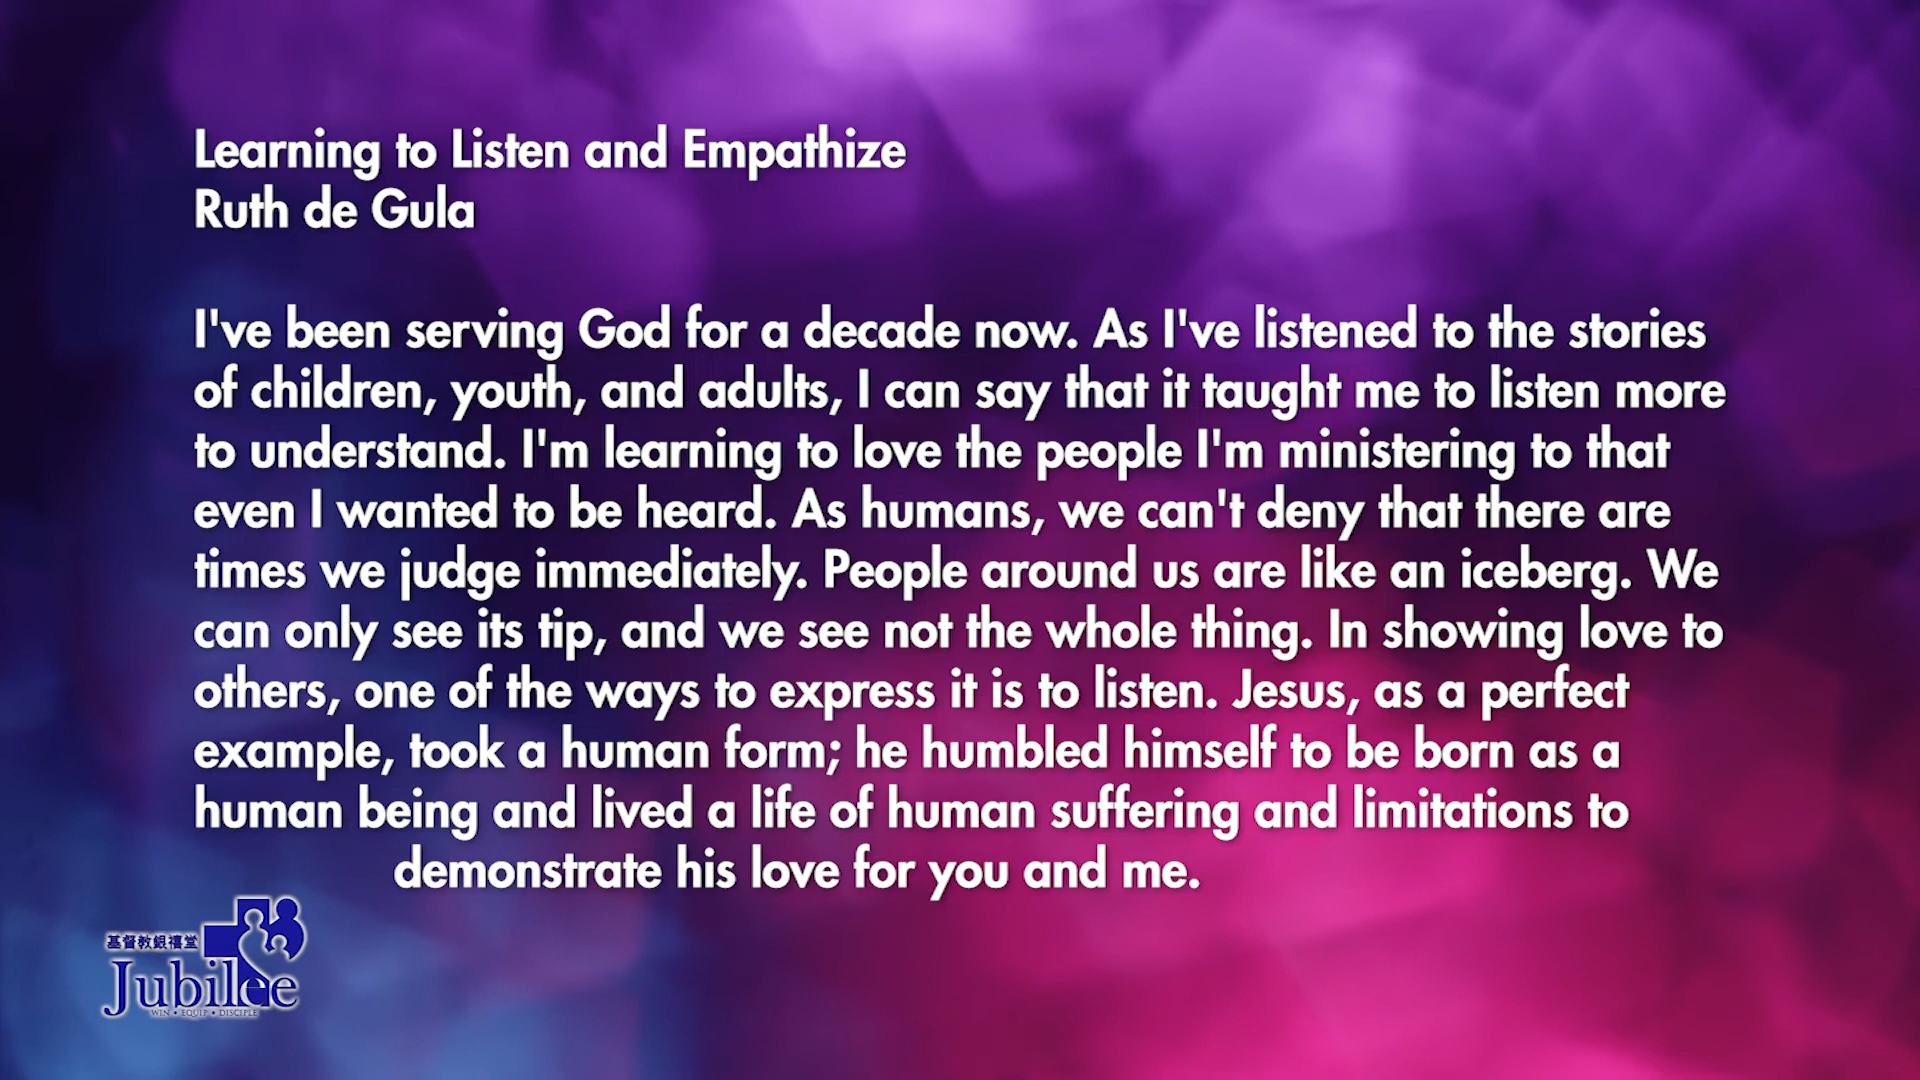 Learning to Listen and Empathize
Ruth de Gula
I've been serving God for a decade now. As I've listened to the stories
of children, youth, and adults, I can say that it taught me to listen more
to understand. I'm learning to love the people I'm ministering to that
even I wanted to be heard. As humans, we can't deny that there are
times we judge immediately. People around us are like an iceberg. We
can only see its tip, and we see not the whole thing. In showing love to
others, one of the ways to express it is to listen. Jesus, as a perfect
example, took a human form; he humbled himself to be born as a
human being and lived a life of human suffering and limitations to
demonstrate his love for you and me.
基督教銀禧堂
Jubilee
WIN • EQUIP • DISCIPLE